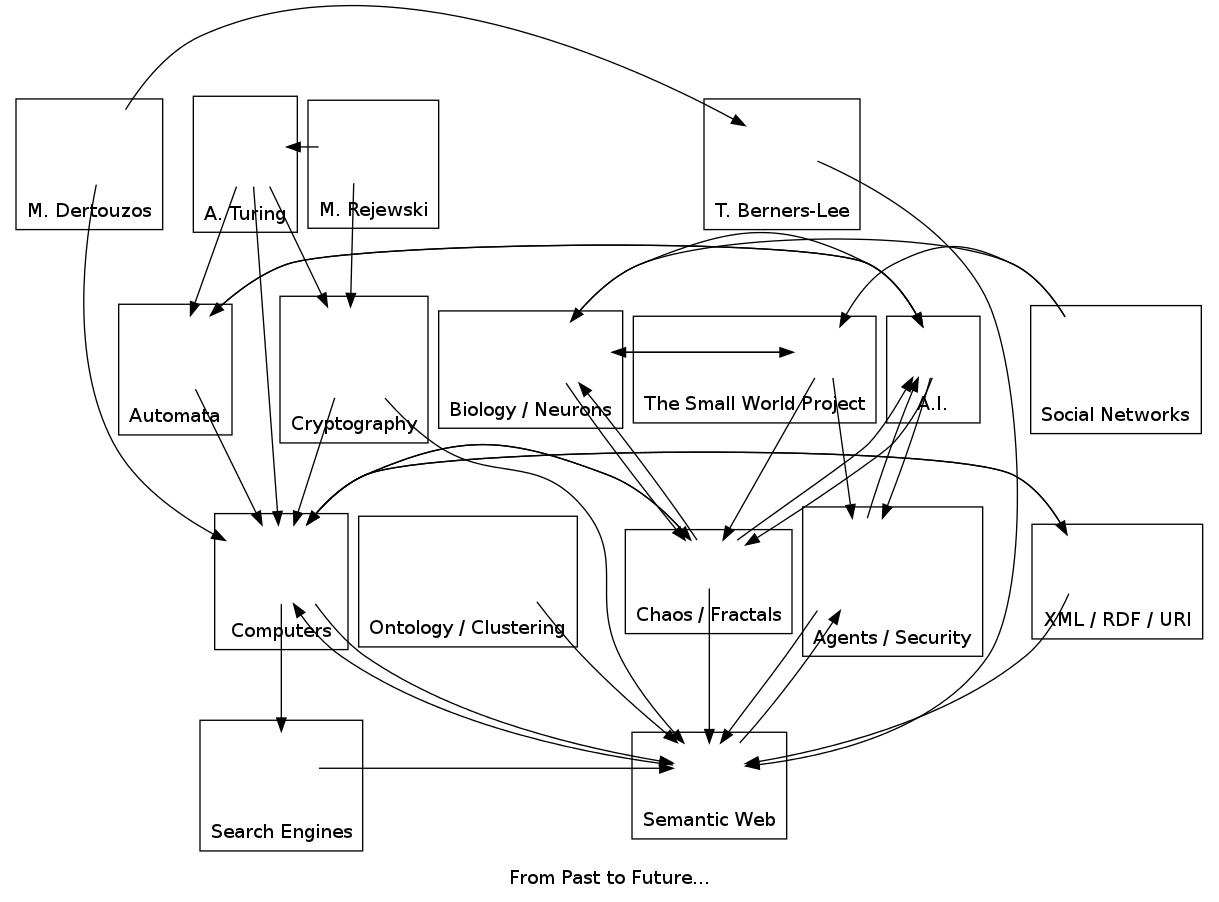 M. Dertouzos
A. Turing
M. Rejewski
T. Berners-Lee
Automata
Cryptography
Biology / Neurons
The Small World Project
A.I.
Social Networks
Computers
Ontology / Clustering
Chaos / Fractals
Agents / Security
XML / RDF / URI
Search Engines
Semantic Web
From Past to Future...